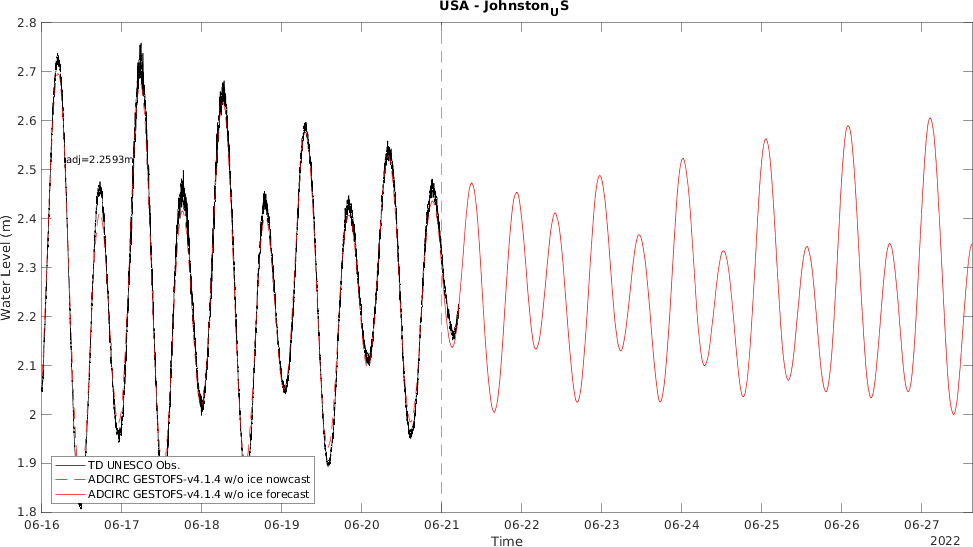 USA - Johnston_US
2.8
2.7
2.6
2.5
2.4
2.3
2.2
2.1
2
1.9
1.8
Water Level (m)
adj=2.2593m
TD UNESCO Obs.
ADCIRC GESTOFS-v4.1.4 w/o ice nowcast
ADCIRC GESTOFS-v4.1.4 w/o ice forecast
06-16 06-17 06-18 06-19 06-20 06-21 06-22 06-23 06-24 06-25 06-26 06-27
Time
2022